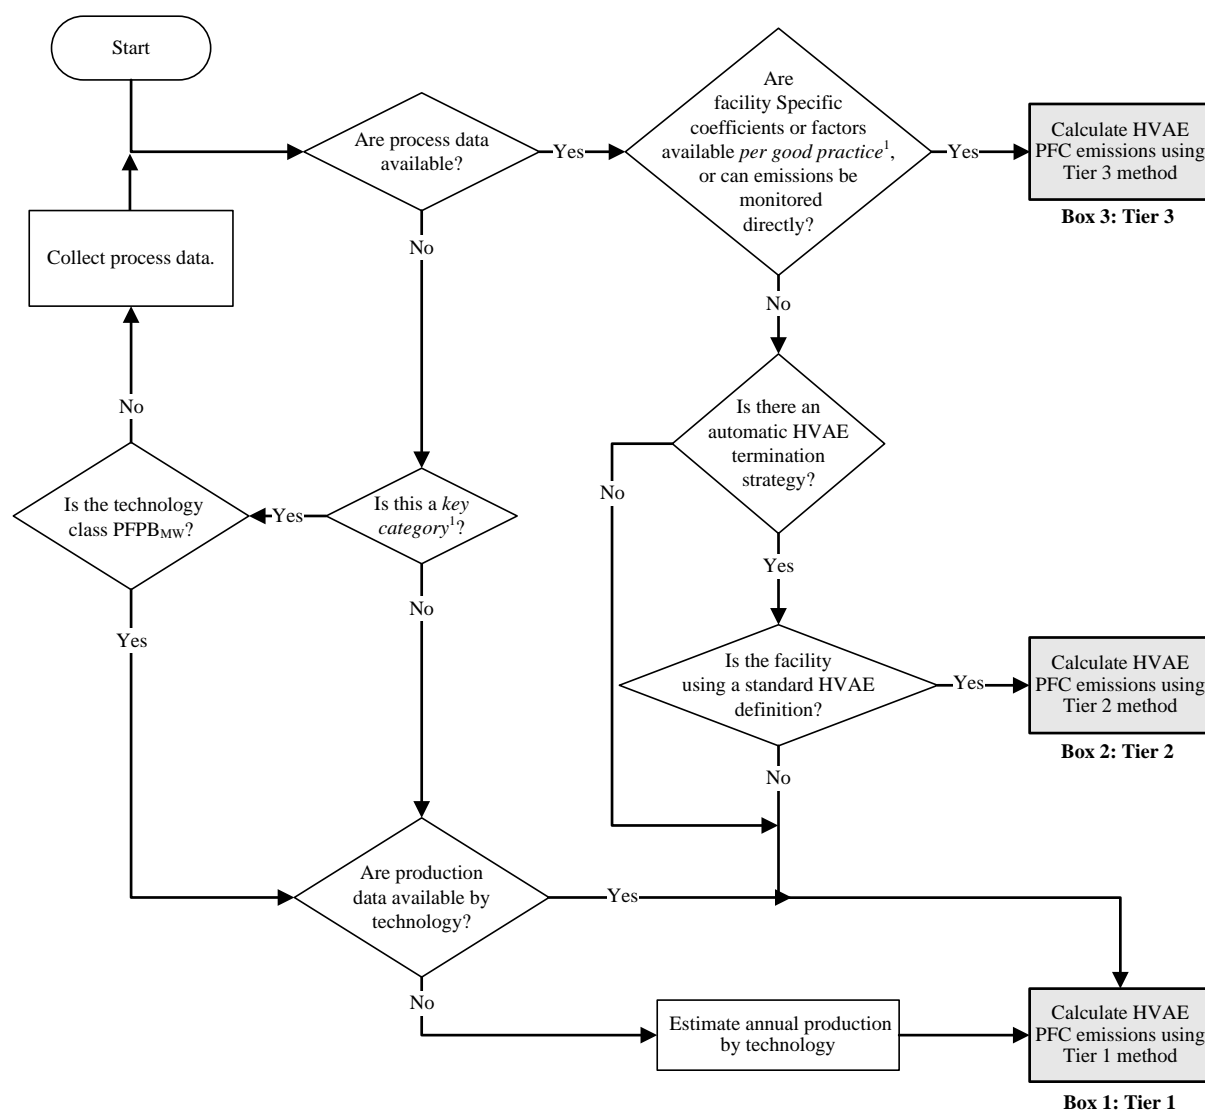 Start
Are process data
available?
Yes
Are
facility Specific
coefficients or factors
available per good practice¹,
or can emissions be
monitored
directly?
Yes
Calculate HVAE
PFC emissions using
Tier 3 method
Box 3: Tier 3
Collect process data.
No
No
No
Is there an
automatic HVAE
termination
strategy?
No
Is the technology
class PFPBMW?
Yes
Is this a key
category¹?
Yes
No
Yes
Is the facility
using a standard HVAE
definition?
Yes
Calculate HVAE
PFC emissions using
Tier 2 method
Box 2: Tier 2
No
Are production
data available by
technology?
Yes
No
Estimate annual production
by technology
Calculate HVAE
PFC emissions using
Tier 1 method
Box 1: Tier 1